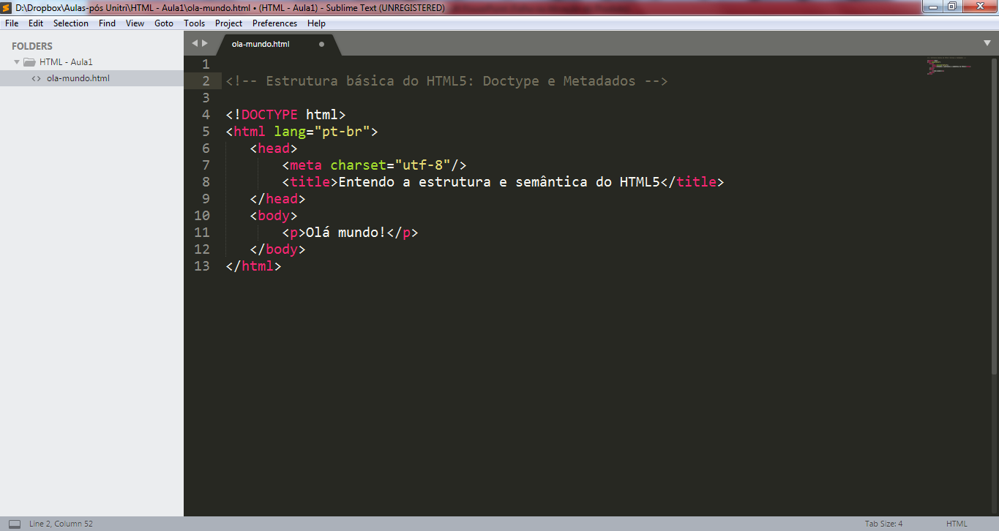 D:\Dropbox\Aulas-pós Unitri\HTML - Aula1\ola-mundo.html • (HTML - Aula1) - Sublime Text (UNREGISTERED)
File Edit Selection Find View Goto Tools Project Preferences Help
FOLDERS
HTML - Aula1
<> ola-mundo.html
ola-mundo.html
1
2 <!-- Estrutura básica do HTML5: Doctype e Metadados -->
3
4 <!DOCTYPE html>
5 <html lang="pt-br">
6 <head>
7 <meta charset="utf-8"/>
8 <title>Entendo a estrutura e semântica do HTML5</title>
9 </head>
10 <body>
11 <p>Olá mundo!</p>
12 </body>
13 </html>
Line 2, Column 52 Tab Size: 4 HTML